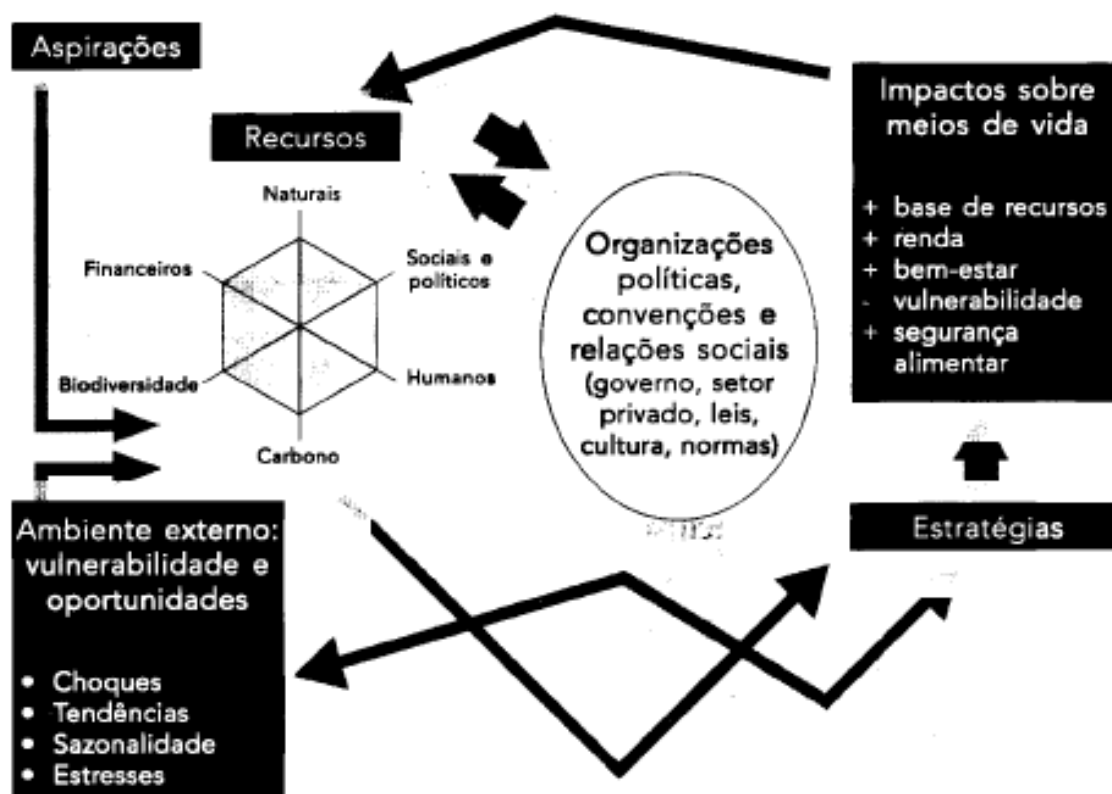 Aspirações
Recursos
Naturais
Financeiros
Sociais e
políticos
Biodiversidade
Humanos
Carbono
Organizações
políticas,
convenções e
relações sociais
(governo, setor
privado, leis,
cultura, normas)
Impactos sobre
meios de vida
+ base de recursos
+ renda
+ bem-estar
- vulnerabilidade
+ segurança
alimentar
Estratégias
Ambiente externo:
vulnerabilidade e
oportunidades
• Choques
• Tendências
• Sazonalidade
• Estresses